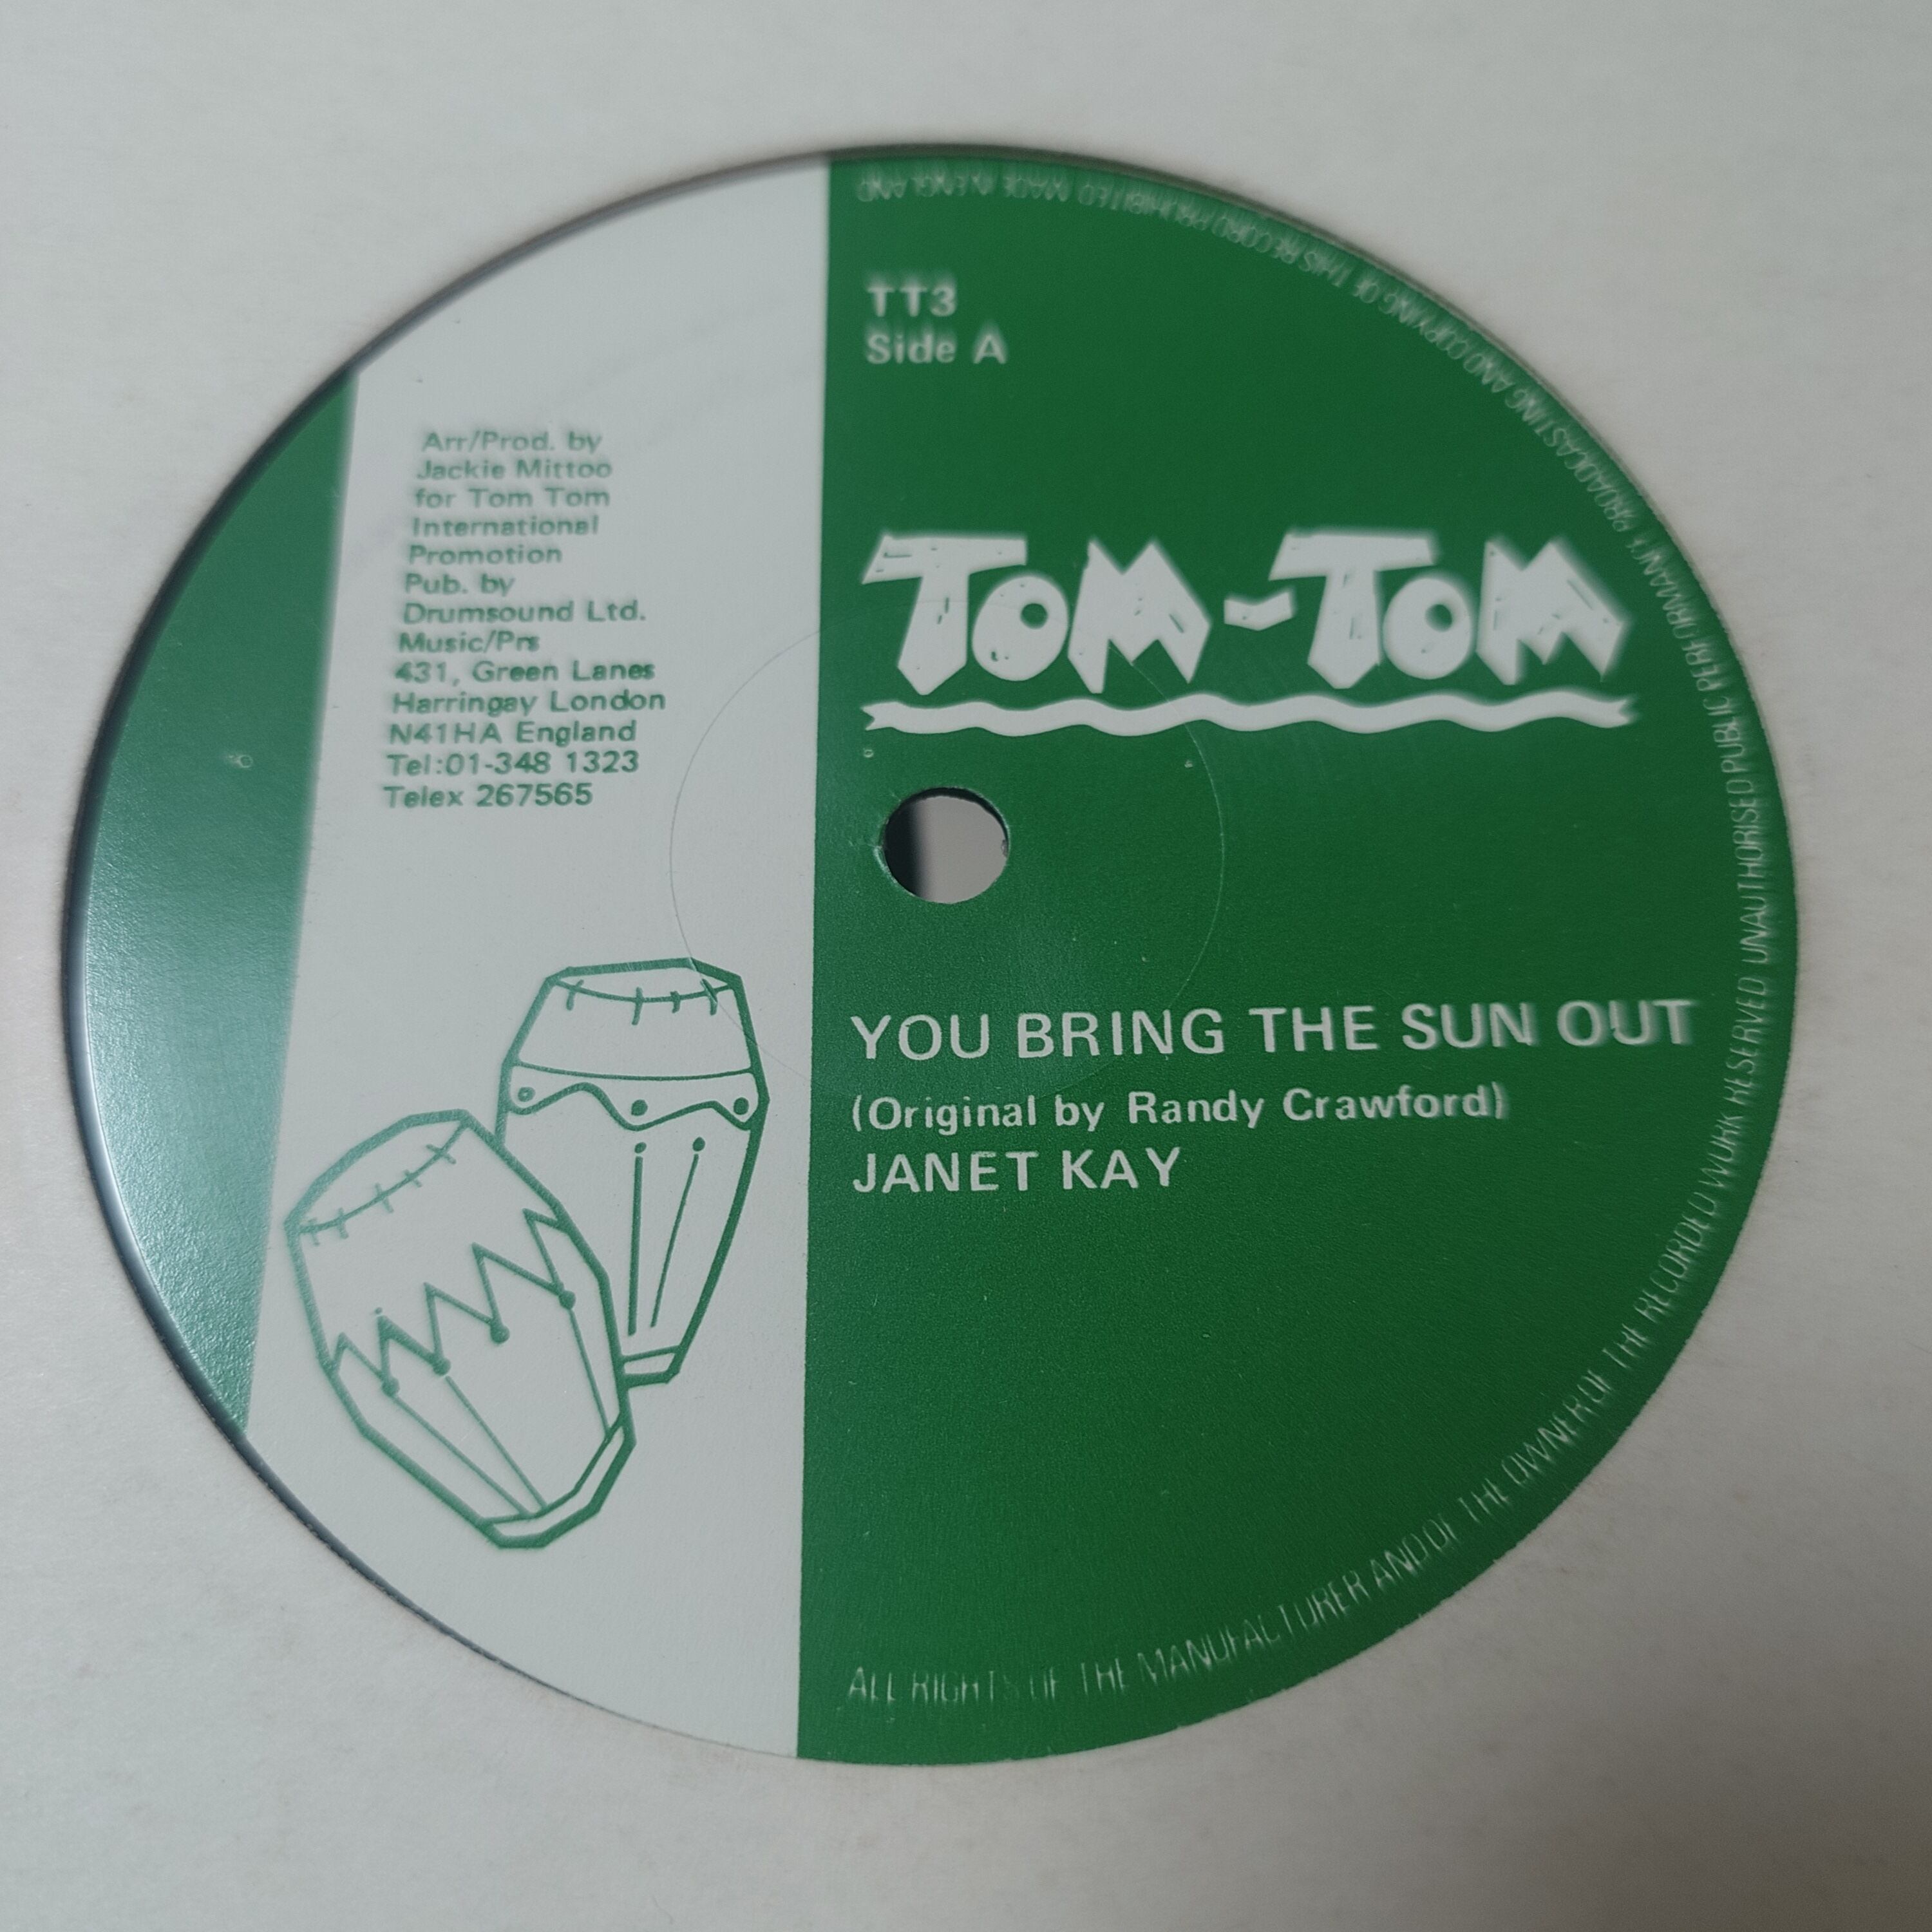 TT3
Side A
Arr/Prod. by
Jackie Mittoo
for Tom Tom
International
Promotion
Pub. by
Drumsound Ltd.
Music/Prs
431, Green Lanes
Harringay London
N41HA England
Tel:01-348 1323
Telex 267565
TOM-TOM
YOU BRING THE SUN OUT
(Original by Randy Crawford)
JANET KAY
ALL RIGHTS OF THE MANUFACTURER AND OF THE OWNER OF THE RECORDED WORK RESERVED UNAUTHORISED PUBLIC PERFORMANCE BROADCASTING AND COPYING OF THIS RECORD PROHIBITED MADE IN ENGLAND